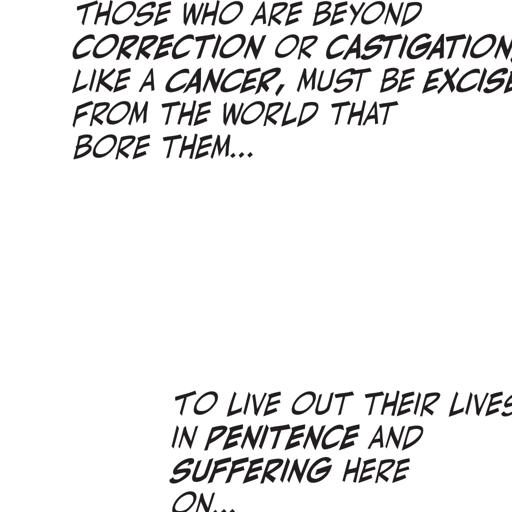 THOSE WHO ARE BEYOND
CORRECTION OR CASTIGATION,
LIKE A CANCER, MUST BE EXCISE
FROM THE WORLD THAT
BORE THEM...
TO LIVE OUT THEIR LIVES
IN PENITENCE AND
SUFFERING HERE
ON...